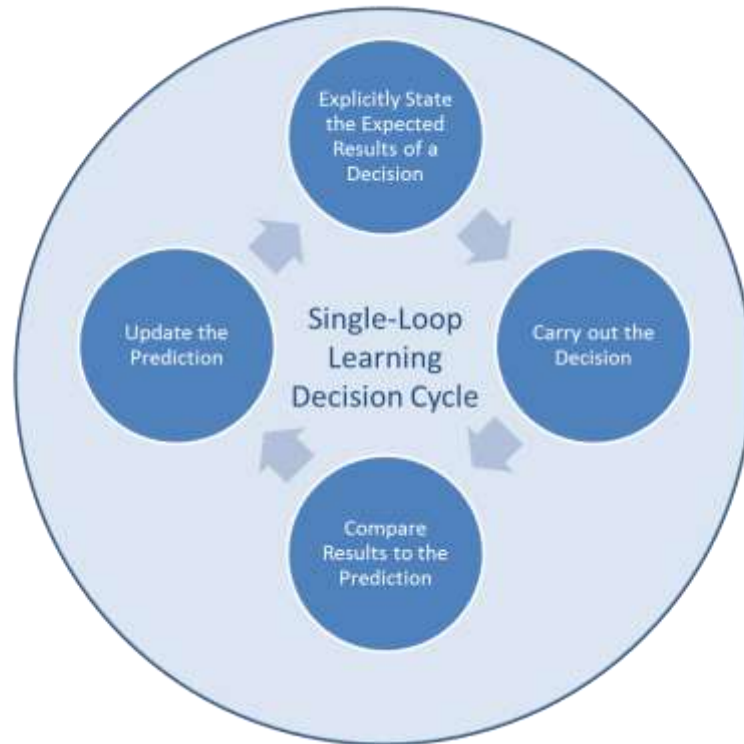 Explicitly State
the Expected
Results of a
Decision
Single-Loop
Learning
Decision Cycle
Carry out the
Decision
Compare
Results to the
Prediction
Update the
Prediction